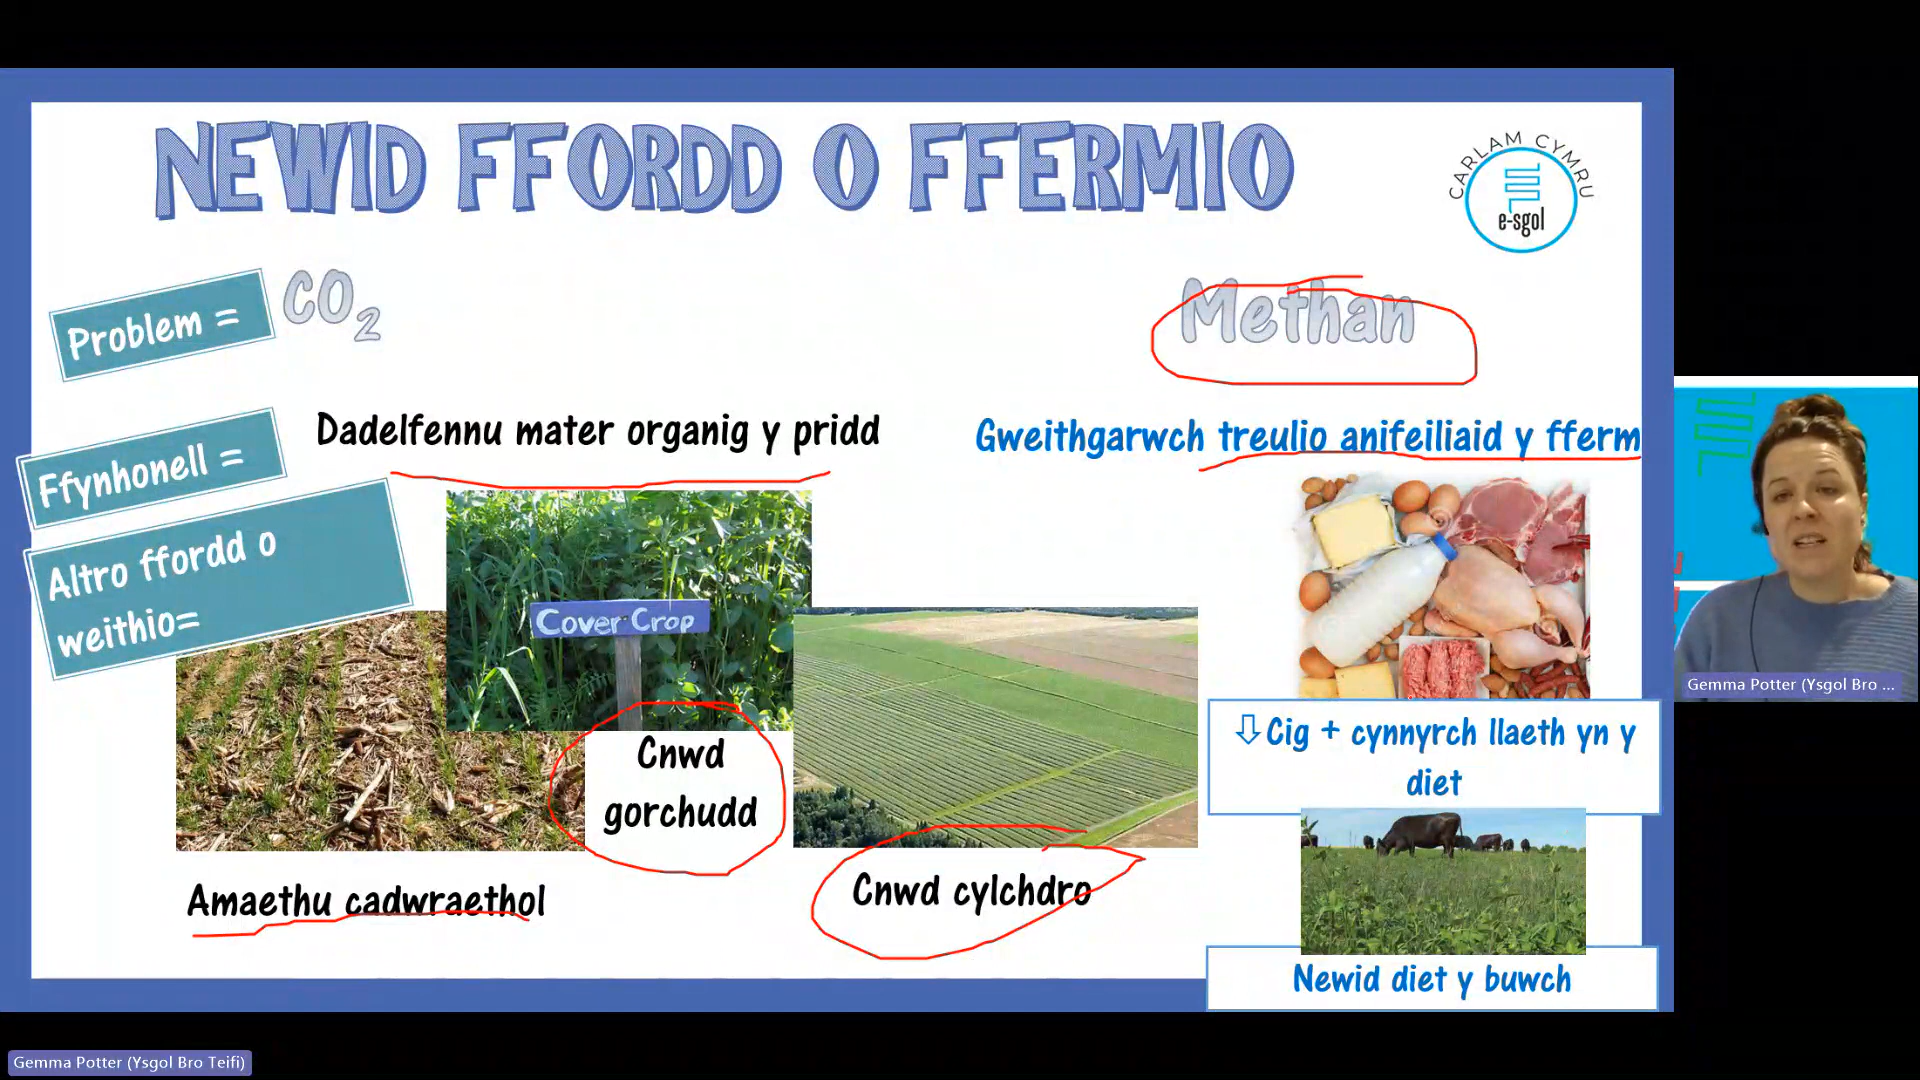 NEWID FFORDD O FFERMIO
CARLAM CYMRU
e-sgol
Problem =
CO₂
Methan
Ffynhonell =
Dadelfennu mater organig y pridd
Gweithgarwch treulio anifeiliaid y fferm
Altro ffordd o
weithio=
Cover Crop
Cnwd
gorchudd
Amaethu cadwraethol
Cnwd cylchdro
⇩Cig + cynnyrch llaeth yn y
diet
Newid diet y buwch
Gemma Potter (Ysgol Bro ...
Gemma Potter (Ysgol Bro Teifi)